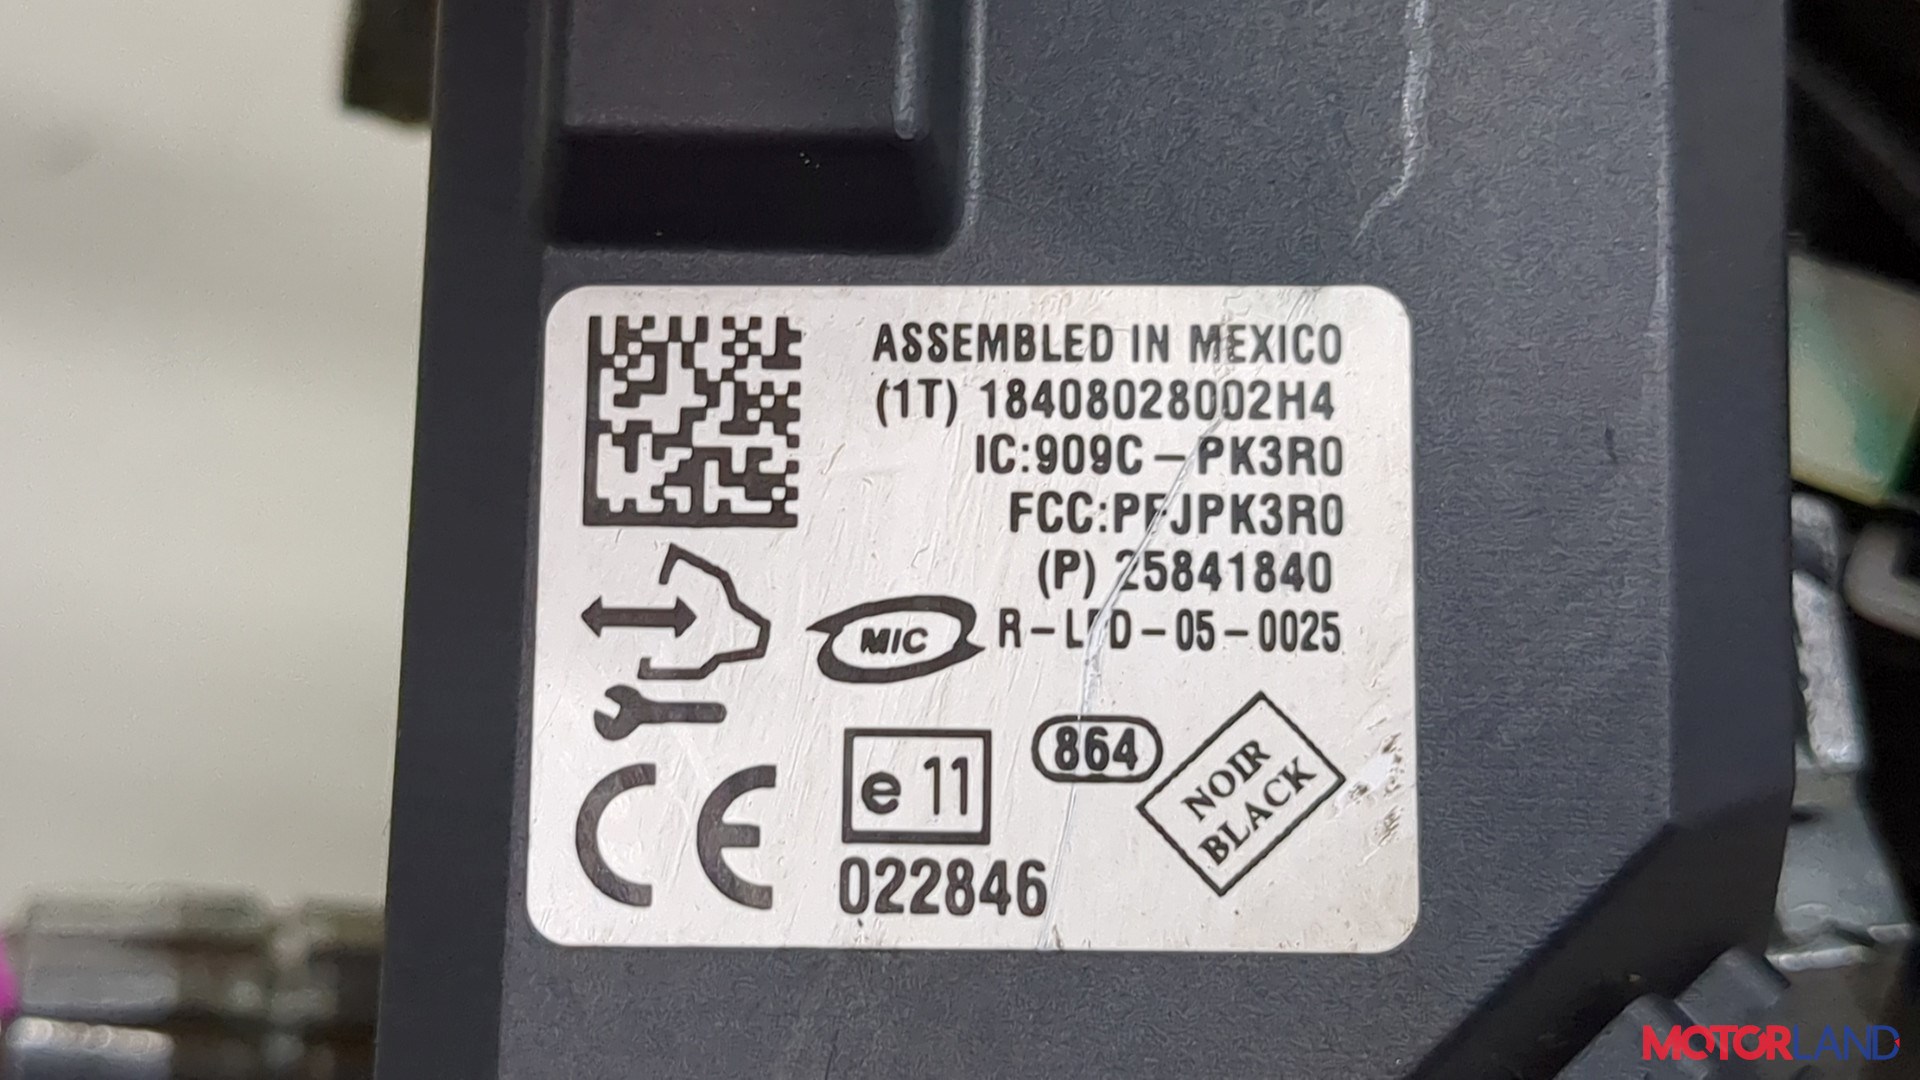 ASSEMBLED IN MEXICO
(1T) 18408028002H4
IC:909C-PK3R0
FCC:PFJPK3R0
(P) 25841840
MIC
R-LPD-05-0025
CE
e 11
022846
864
NOIR
BLACK
MOTORLAND